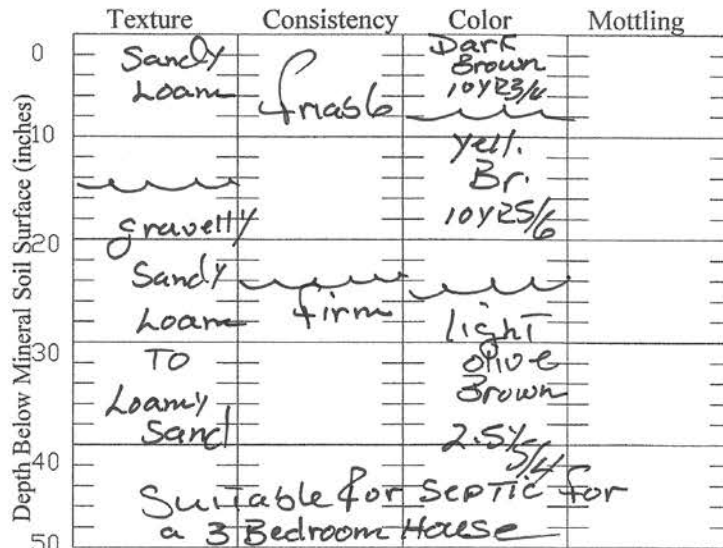 Texture Consistency Color Mottling
Depth Below Mineral Soil Surface (inches)
0
10
20
30
40
50
Sandy
Loam
gravelly
Sandy
Loam
To
Loamy
Sand
friable
firm
Dark
Brown
10YR3/4
Yell.
Br.
10YR5/6
light
olive
Brown
2.5Y
5/4
Suitable for Septic for
a 3 Bedroom House